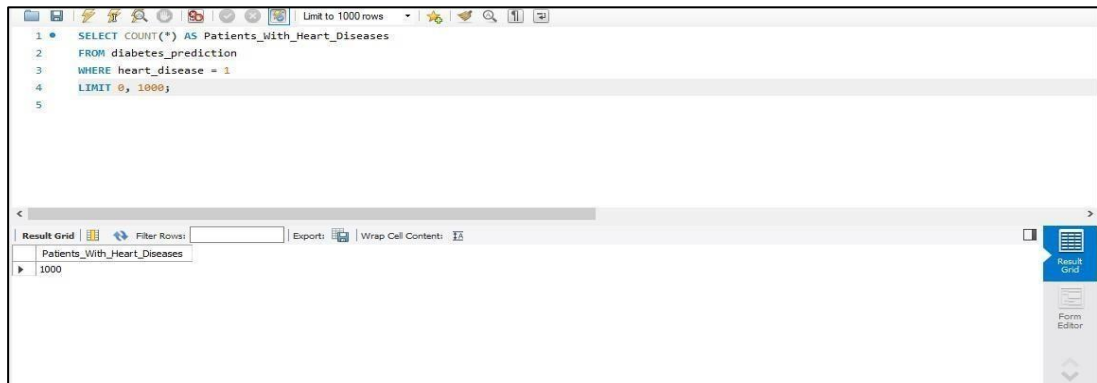 Limit to 1000 rows
1 SELECT COUNT(*) AS Patients_With_Heart_Diseases
2 FROM diabetes_prediction
3 WHERE heart_disease = 1
4 LIMIT 0, 1000;
5
Result Grid Filter Rows: Export: Wrap Cell Content:
Patients_With_Heart_Diseases
1000
Result
Grid
Form
Editor